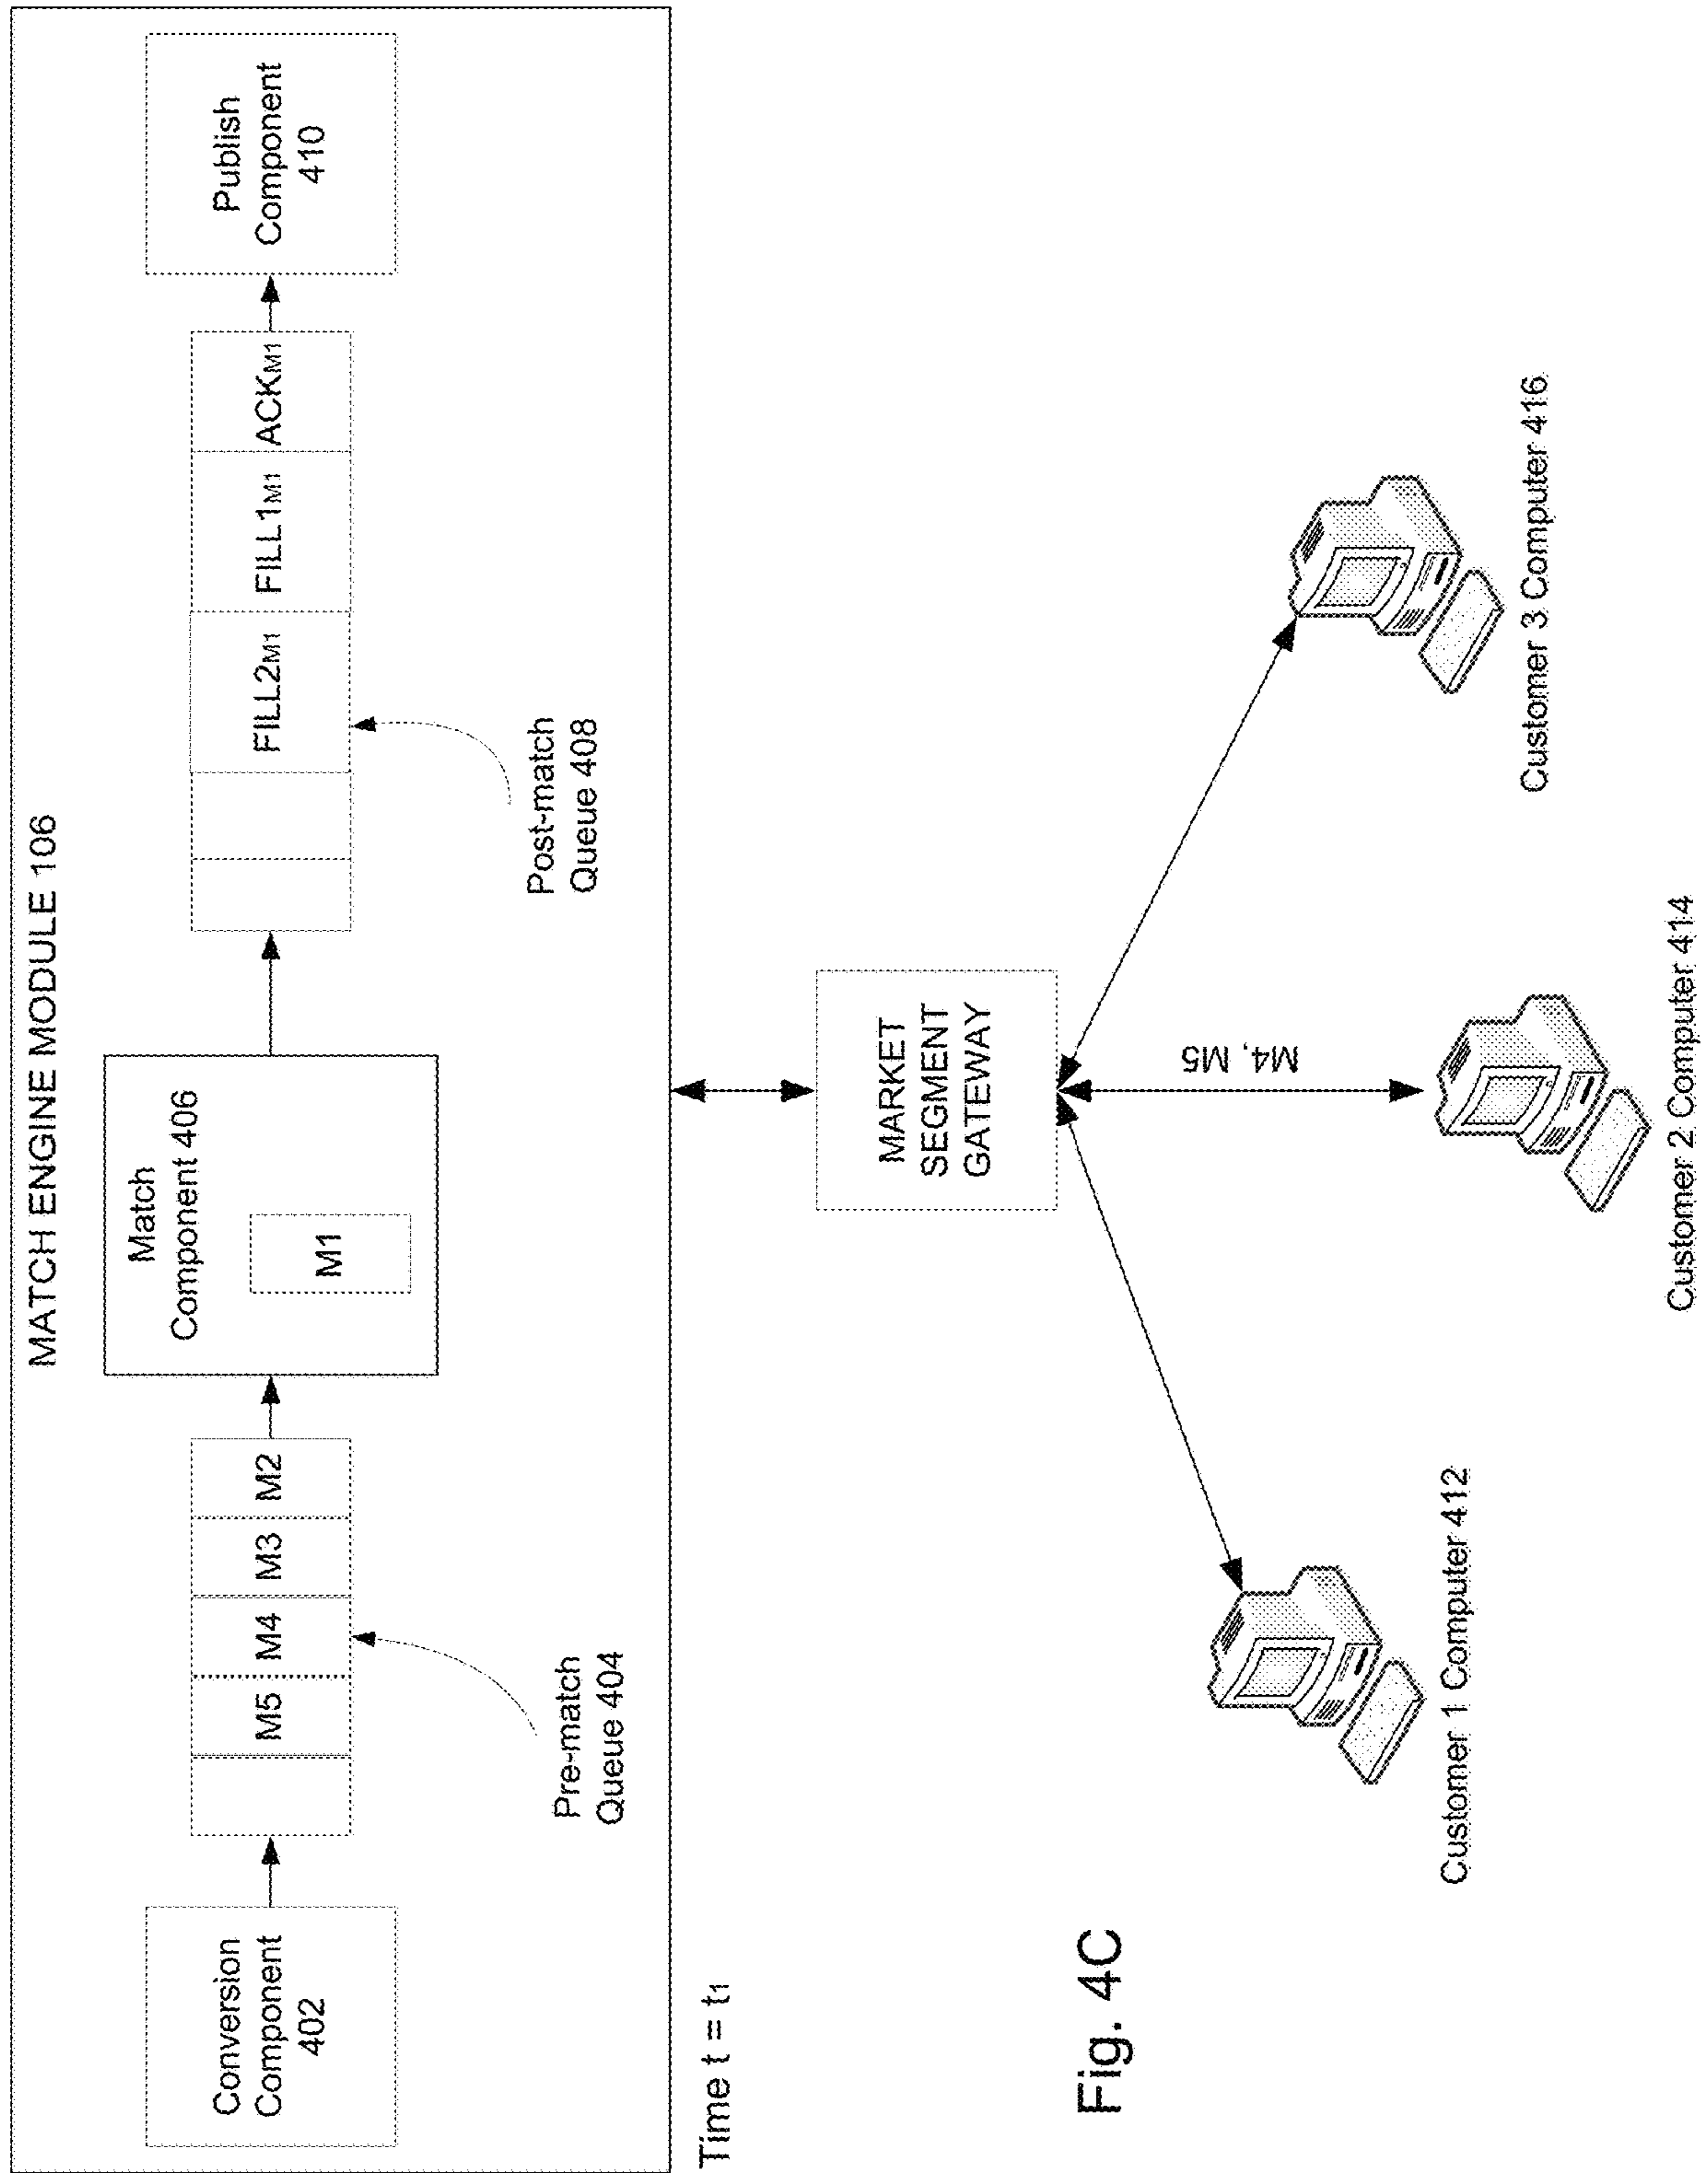 MATCH ENGINE MODULE 106
Conversion
Component
402
M5
M4
M3
M2
Pre-match
Queue 404
Match
Component 406
M1
FILL2M1
FILL1M1
ACKM1
Post-match
Queue 408
Publish
Component
410
Time t = t1
MARKET
SEGMENT
GATEWAY
M4, M5
Customer 1 Computer 412
Customer 2 Computer 414
Customer 3 Computer 416
Fig. 4C